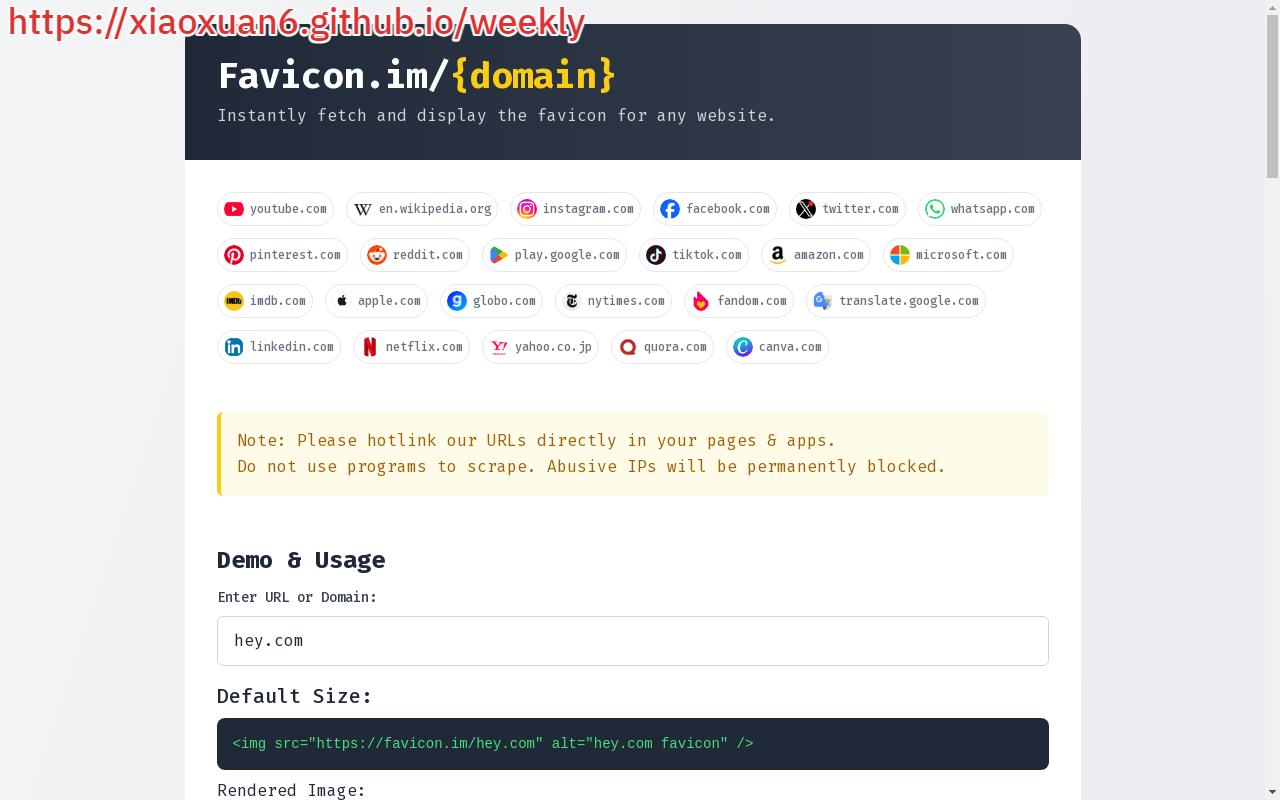 https://xiaoxuan6.github.io/weekly
Favicon.im/{domain}
Instantly fetch and display the favicon for any website.
youtube.com en.wikipedia.org instagram.com facebook.com twitter.com whatsapp.com
pinterest.com reddit.com play.google.com tiktok.com amazon.com microsoft.com
imdb.com apple.com globo.com nytimes.com fandom.com translate.google.com
linkedin.com netflix.com yahoo.co.jp quora.com canva.com
Note: Please hotlink our URLs directly in your pages & apps.
Do not use programs to scrape. Abusive IPs will be permanently blocked.
Demo & Usage
Enter URL or Domain:
hey.com
Default Size:
<img src="https://favicon.im/hey.com" alt="hey.com favicon" />
Rendered Image: